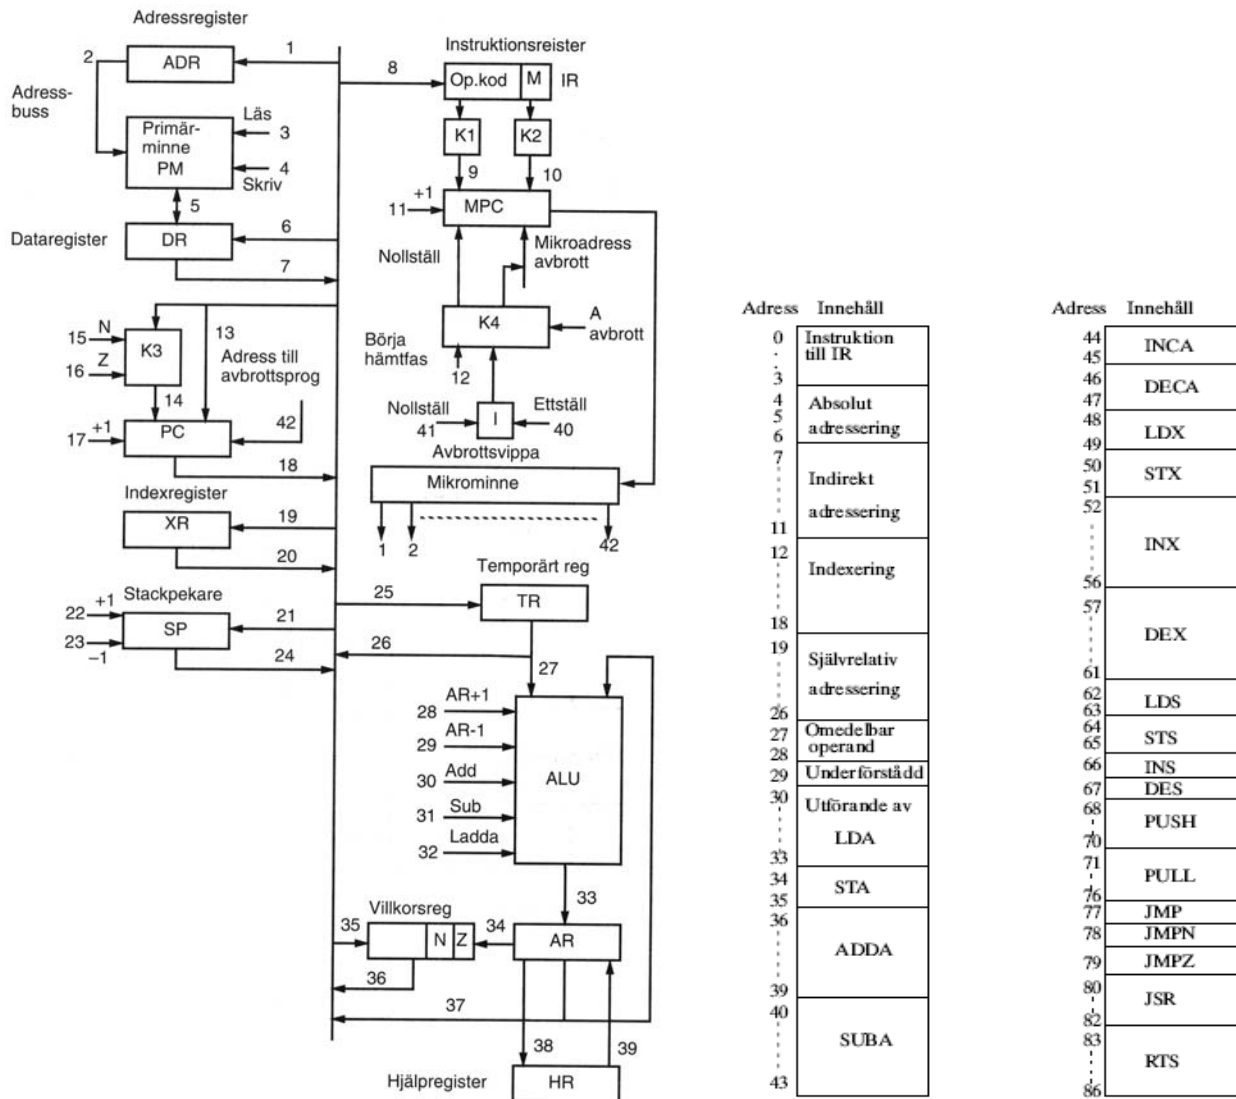 Adressregister
ADR
1
2
Adress-
buss
Primär-
minne
PM
Läs
3
4
Skriv
5
Dataregister
DR
6
7
15 N
16 Z
K3
13
14
Adress till
avbrottsprog
42
17 +1
PC
18
Indexregister
XR
19
20
Stackpekare
22 +1
23
–1
SP
21
24
Instruktionsreister
8
Op.kod M IR
K1 K2
9 10
+1
11
MPC
Nollställ
Mikroadress
avbrott
K4
A
avbrott
Börja
hämtfas
12
Nollställ
41
I
Ettställ
40
Avbrottsvippa
Mikrominne
1 2 42
Temporärt reg
25
TR
26
27
AR+1
28
AR-1
29
Add
30
Sub
31
Ladda
32
ALU
33
Villkorsreg
35
N Z
34
AR
36
37
38 39
Hjälpregister
HR
Adress Innehåll
0 Instruktion
till IR
3
4 Absolut
5
adressering
6
7
Indirekt
adressering
11
12
Indexering
18
19
Självrelativ
adressering
26
27 Omedelbar
28 operand
29 Underförstådd
30 Utförande av
LDA
33
34
STA
35
36
ADDA
39
40
SUBA
43
Adress Innehåll
44
INCA
45
46
DECA
47
48
LDX
49
50
STX
51
52
INX
56
57
DEX
61
62
LDS
63
64
STS
65
66 INS
67 DES
68
PUSH
70
71
PULL
76
77 JMP
78 JMPN
79 JMPZ
80
JSR
82
83
RTS
86